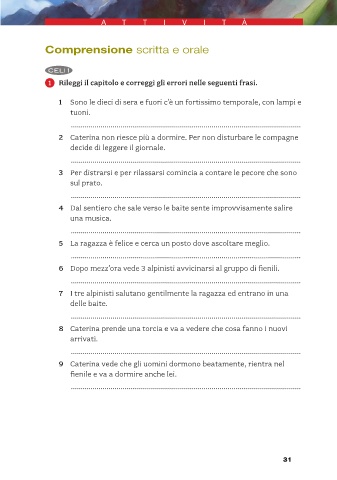 A T T I V I T À
Comprensione scritta e orale
CELI 1
1 Rileggi il capitolo e correggi gli errori nelle seguenti frasi.
1 Sono le dieci di sera e fuori c'è un fortissimo temporale, con lampi e
tuoni.
2 Caterina non riesce più a dormire. Per non disturbare le compagne
decide di leggere il giornale.
3 Per distrarsi e per rilassarsi comincia a contare le pecore che sono
sul prato.
4 Dal sentiero che sale verso le baite sente improvvisamente salire
una musica.
5 La ragazza è felice e cerca un posto dove ascoltare meglio.
6 Dopo mezz'ora vede 3 alpinisti avvicinarsi al gruppo di fienili.
7 I tre alpinisti salutano gentilmente la ragazza ed entrano in una
delle baite.
8 Caterina prende una torcia e va a vedere che cosa fanno i nuovi
arrivati.
9 Caterina vede che gli uomini dormono beatamente, rientra nel
fienile e va a dormire anche lei.
31